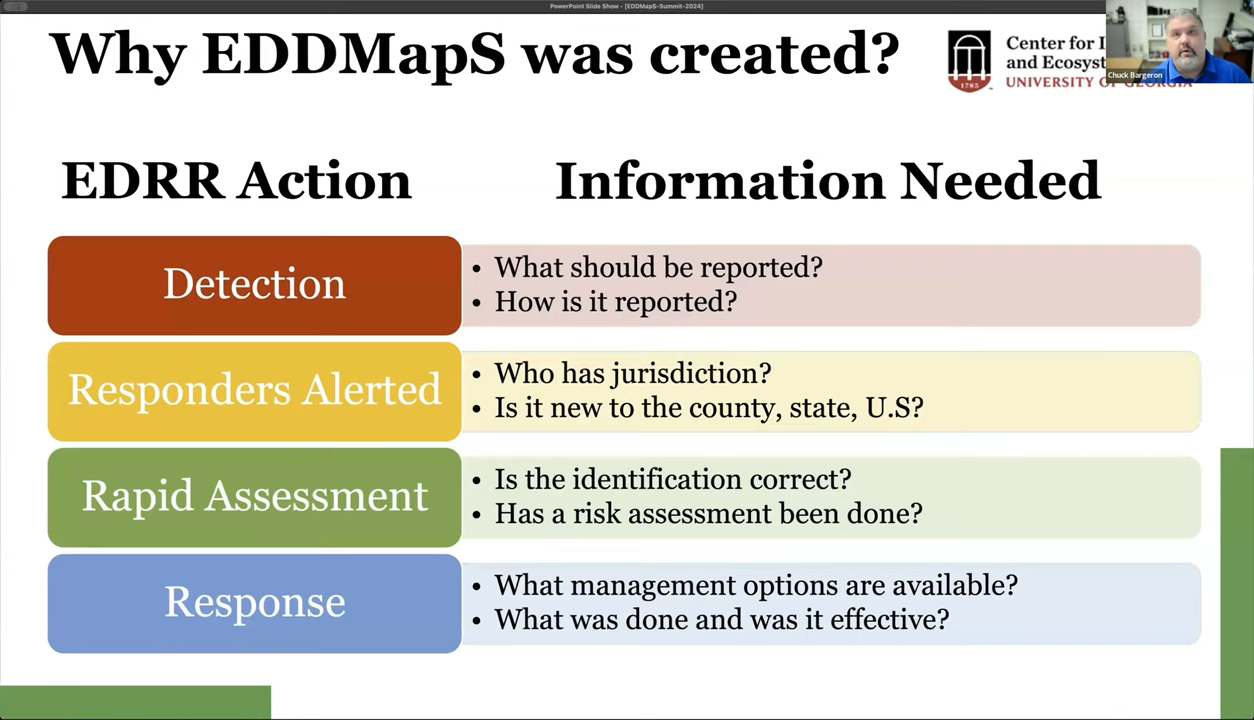 PowerPoint Slide Show - [EDDMapS-Summit-2024]
Why EDDMapS was created?
1785
Center for I
and Ecosyst
UNIVERSITY OF GEORGIA
Chuck Bargeron
EDRR Action
Information Needed
Detection
• What should be reported?
• How is it reported?
Responders Alerted
• Who has jurisdiction?
• Is it new to the county, state, U.S?
Rapid Assessment
• Is the identification correct?
• Has a risk assessment been done?
Response
• What management options are available?
• What was done and was it effective?